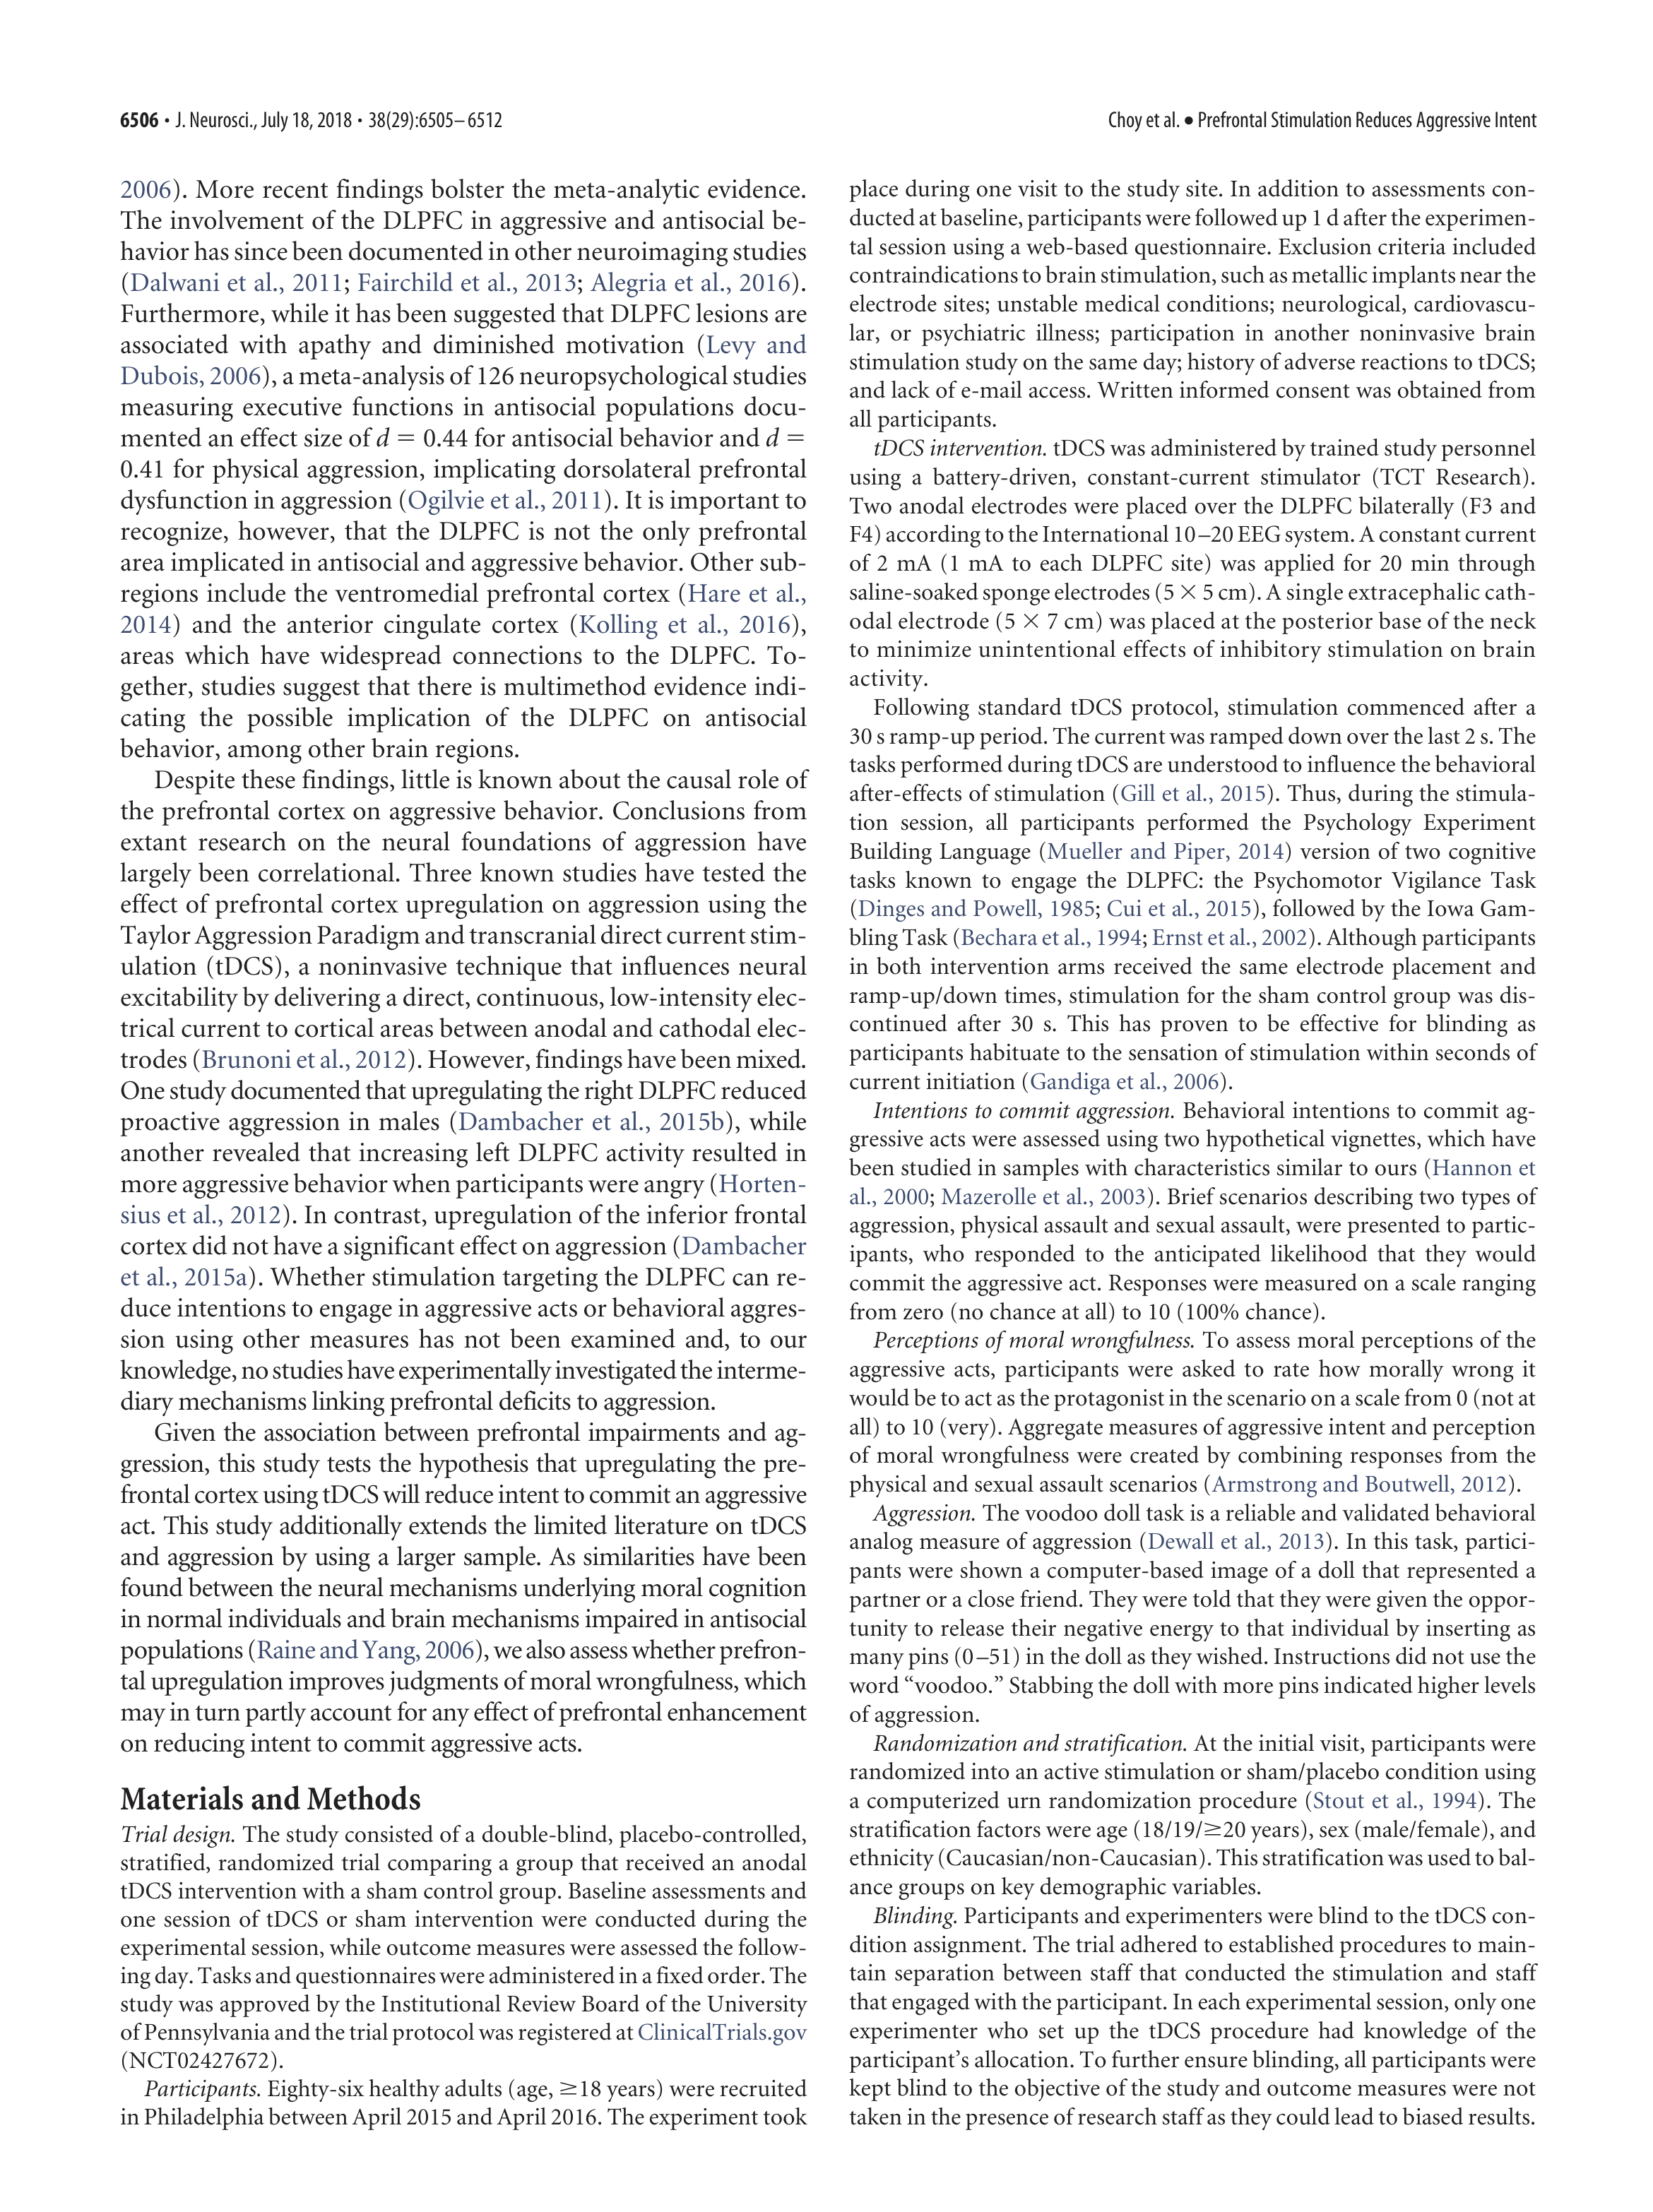 6506 • J. Neurosci., July 18, 2018 • 38(29):6505–6512
Choy et al. • Prefrontal Stimulation Reduces Aggressive Intent
2006). More recent findings bolster the meta-analytic evidence.
The involvement of the DLPFC in aggressive and antisocial be-
havior has since been documented in other neuroimaging studies
(Dalwani et al., 2011; Fairchild et al., 2013; Alegria et al., 2016).
Furthermore, while it has been suggested that DLPFC lesions are
associated with apathy and diminished motivation (Levy and
Dubois, 2006), a meta-analysis of 126 neuropsychological studies
measuring executive functions in antisocial populations docu-
mented an effect size of d = 0.44 for antisocial behavior and d =
0.41 for physical aggression, implicating dorsolateral prefrontal
dysfunction in aggression (Ogilvie et al., 2011). It is important to
recognize, however, that the DLPFC is not the only prefrontal
area implicated in antisocial and aggressive behavior. Other sub-
regions include the ventromedial prefrontal cortex (Hare et al.,
2014) and the anterior cingulate cortex (Kolling et al., 2016),
areas which have widespread connections to the DLPFC. To-
gether, studies suggest that there is multimethod evidence indi-
cating the possible implication of the DLPFC on antisocial
behavior, among other brain regions.
Despite these findings, little is known about the causal role of
the prefrontal cortex on aggressive behavior. Conclusions from
extant research on the neural foundations of aggression have
largely been correlational. Three known studies have tested the
effect of prefrontal cortex upregulation on aggression using the
Taylor Aggression Paradigm and transcranial direct current stim-
ulation (tDCS), a noninvasive technique that influences neural
excitability by delivering a direct, continuous, low-intensity elec-
trical current to cortical areas between anodal and cathodal elec-
trodes (Brunoni et al., 2012). However, findings have been mixed.
One study documented that upregulating the right DLPFC reduced
proactive aggression in males (Dambacher et al., 2015b), while
another revealed that increasing left DLPFC activity resulted in
more aggressive behavior when participants were angry (Horten-
sius et al., 2012). In contrast, upregulation of the inferior frontal
cortex did not have a significant effect on aggression (Dambacher
et al., 2015a). Whether stimulation targeting the DLPFC can re-
duce intentions to engage in aggressive acts or behavioral aggres-
sion using other measures has not been examined and, to our
knowledge, no studies have experimentally investigated the interme-
diary mechanisms linking prefrontal deficits to aggression.
Given the association between prefrontal impairments and ag-
gression, this study tests the hypothesis that upregulating the pre-
frontal cortex using tDCS will reduce intent to commit an aggressive
act. This study additionally extends the limited literature on tDCS
and aggression by using a larger sample. As similarities have been
found between the neural mechanisms underlying moral cognition
in normal individuals and brain mechanisms impaired in antisocial
populations (Raine and Yang, 2006), we also assess whether prefron-
tal upregulation improves judgments of moral wrongfulness, which
may in turn partly account for any effect of prefrontal enhancement
on reducing intent to commit aggressive acts.
Materials and Methods
Trial design. The study consisted of a double-blind, placebo-controlled,
stratified, randomized trial comparing a group that received an anodal
tDCS intervention with a sham control group. Baseline assessments and
one session of tDCS or sham intervention were conducted during the
experimental session, while outcome measures were assessed the follow-
ing day. Tasks and questionnaires were administered in a fixed order. The
study was approved by the Institutional Review Board of the University
of Pennsylvania and the trial protocol was registered at ClinicalTrials.gov
(NCT02427672).
Participants. Eighty-six healthy adults (age, ≥18 years) were recruited
in Philadelphia between April 2015 and April 2016. The experiment took
place during one visit to the study site. In addition to assessments con-
ducted at baseline, participants were followed up 1 d after the experimen-
tal session using a web-based questionnaire. Exclusion criteria included
contraindications to brain stimulation, such as metallic implants near the
electrode sites; unstable medical conditions; neurological, cardiovascu-
lar, or psychiatric illness; participation in another noninvasive brain
stimulation study on the same day; history of adverse reactions to tDCS;
and lack of e-mail access. Written informed consent was obtained from
all participants.
tDCS intervention. tDCS was administered by trained study personnel
using a battery-driven, constant-current stimulator (TCT Research).
Two anodal electrodes were placed over the DLPFC bilaterally (F3 and
F4) according to the International 10–20 EEG system. A constant current
of 2 mA (1 mA to each DLPFC site) was applied for 20 min through
saline-soaked sponge electrodes (5 × 5 cm). A single extracephalic cath-
odal electrode (5 × 7 cm) was placed at the posterior base of the neck
to minimize unintentional effects of inhibitory stimulation on brain
activity.
Following standard tDCS protocol, stimulation commenced after a
30 s ramp-up period. The current was ramped down over the last 2 s. The
tasks performed during tDCS are understood to influence the behavioral
after-effects of stimulation (Gill et al., 2015). Thus, during the stimula-
tion session, all participants performed the Psychology Experiment
Building Language (Mueller and Piper, 2014) version of two cognitive
tasks known to engage the DLPFC: the Psychomotor Vigilance Task
(Dinges and Powell, 1985; Cui et al., 2015), followed by the Iowa Gam-
bling Task (Bechara et al., 1994; Ernst et al., 2002). Although participants
in both intervention arms received the same electrode placement and
ramp-up/down times, stimulation for the sham control group was dis-
continued after 30 s. This has proven to be effective for blinding as
participants habituate to the sensation of stimulation within seconds of
current initiation (Gandiga et al., 2006).
Intentions to commit aggression. Behavioral intentions to commit ag-
gressive acts were assessed using two hypothetical vignettes, which have
been studied in samples with characteristics similar to ours (Hannon et
al., 2000; Mazerolle et al., 2003). Brief scenarios describing two types of
aggression, physical assault and sexual assault, were presented to partic-
ipants, who responded to the anticipated likelihood that they would
commit the aggressive act. Responses were measured on a scale ranging
from zero (no chance at all) to 10 (100% chance).
Perceptions of moral wrongfulness. To assess moral perceptions of the
aggressive acts, participants were asked to rate how morally wrong it
would be to act as the protagonist in the scenario on a scale from 0 (not at
all) to 10 (very). Aggregate measures of aggressive intent and perception
of moral wrongfulness were created by combining responses from the
physical and sexual assault scenarios (Armstrong and Boutwell, 2012).
Aggression. The voodoo doll task is a reliable and validated behavioral
analog measure of aggression (Dewall et al., 2013). In this task, partici-
pants were shown a computer-based image of a doll that represented a
partner or a close friend. They were told that they were given the oppor-
tunity to release their negative energy to that individual by inserting as
many pins (0–51) in the doll as they wished. Instructions did not use the
word “voodoo.” Stabbing the doll with more pins indicated higher levels
of aggression.
Randomization and stratification. At the initial visit, participants were
randomized into an active stimulation or sham/placebo condition using
a computerized urn randomization procedure (Stout et al., 1994). The
stratification factors were age (18/19/≥20 years), sex (male/female), and
ethnicity (Caucasian/non-Caucasian). This stratification was used to bal-
ance groups on key demographic variables.
Blinding. Participants and experimenters were blind to the tDCS con-
dition assignment. The trial adhered to established procedures to main-
tain separation between staff that conducted the stimulation and staff
that engaged with the participant. In each experimental session, only one
experimenter who set up the tDCS procedure had knowledge of the
participant’s allocation. To further ensure blinding, all participants were
kept blind to the objective of the study and outcome measures were not
taken in the presence of research staff as they could lead to biased results.